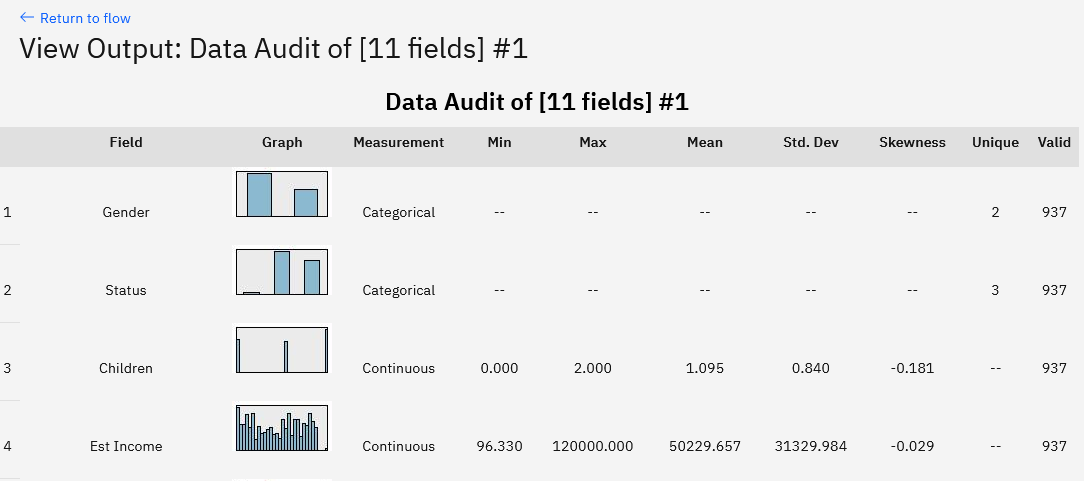 ← Return to flow
View Output: Data Audit of [11 fields] #1
Data Audit of [11 fields] #1
Field Graph Measurement Min Max Mean Std. Dev Skewness Unique Valid
1 Gender Categorical -- -- -- -- -- 2 937
2 Status Categorical -- -- -- -- -- 3 937
3 Children Continuous 0.000 2.000 1.095 0.840 -0.181 -- 937
4 Est Income Continuous 96.330 120000.000 50229.657 31329.984 -0.029 -- 937